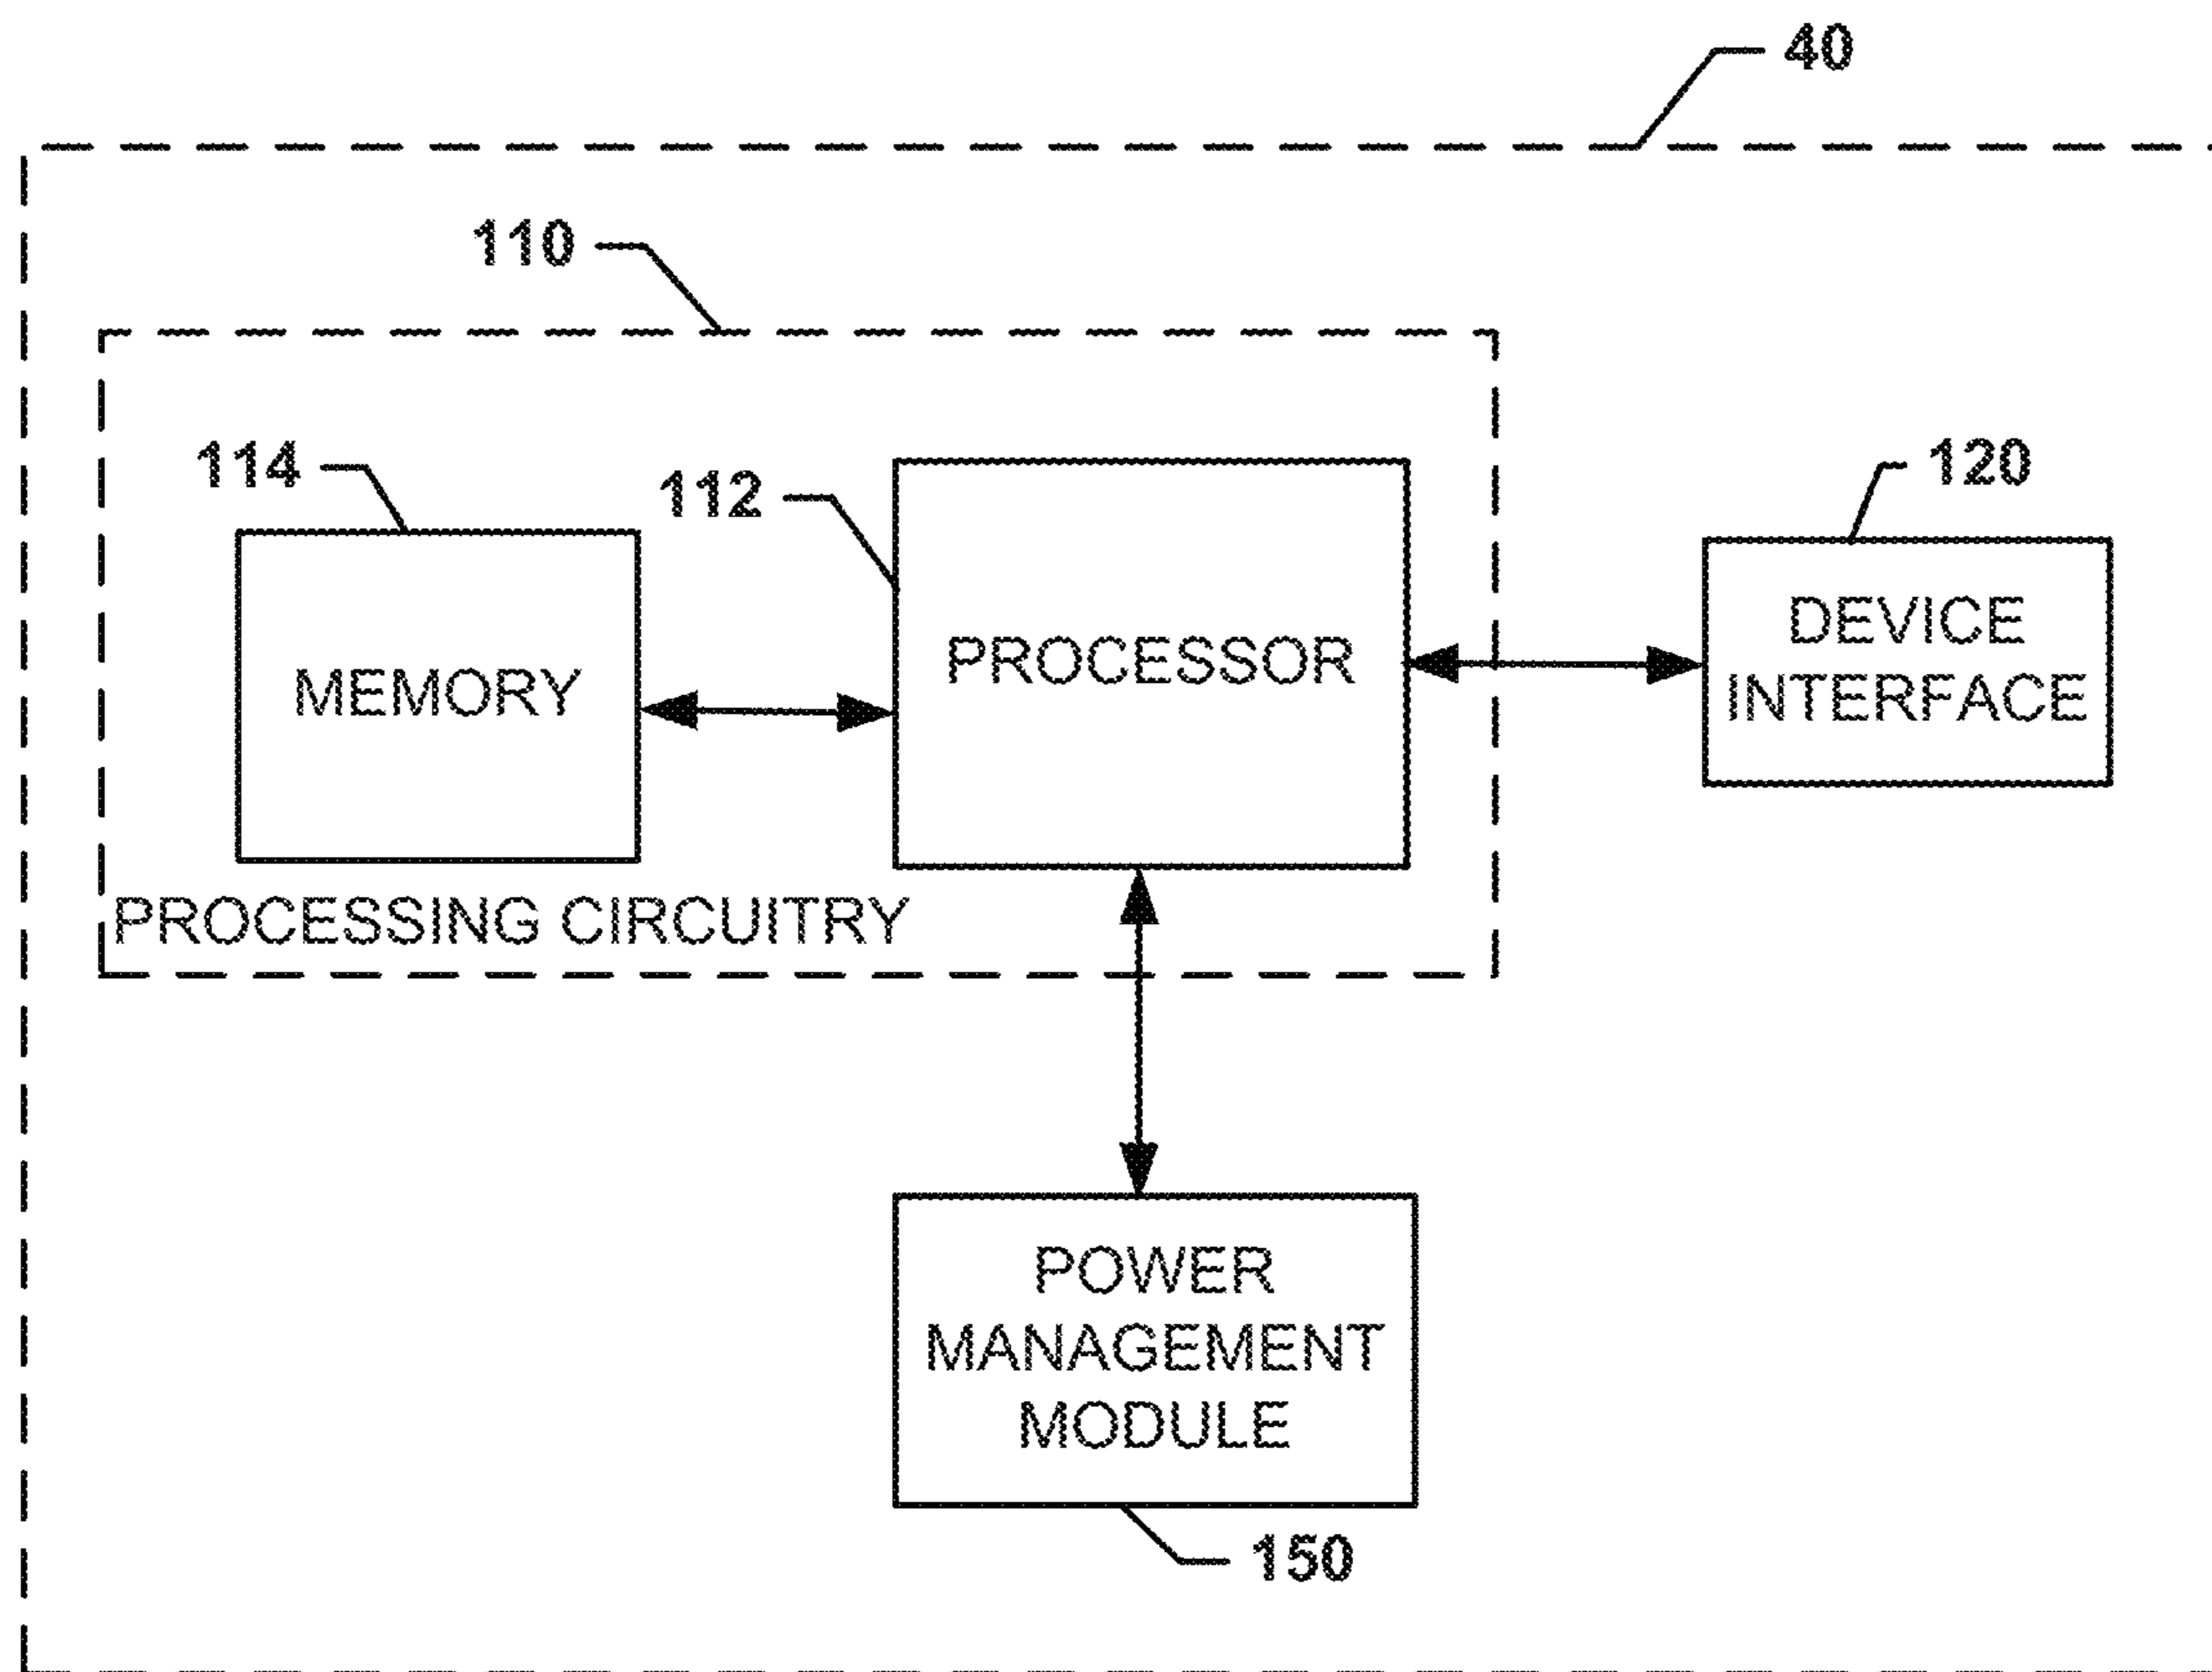 40
110
114
112
120
MEMORY
PROCESSOR
DEVICE
INTERFACE
PROCESSING CIRCUITRY
POWER
MANAGEMENT
MODULE
150